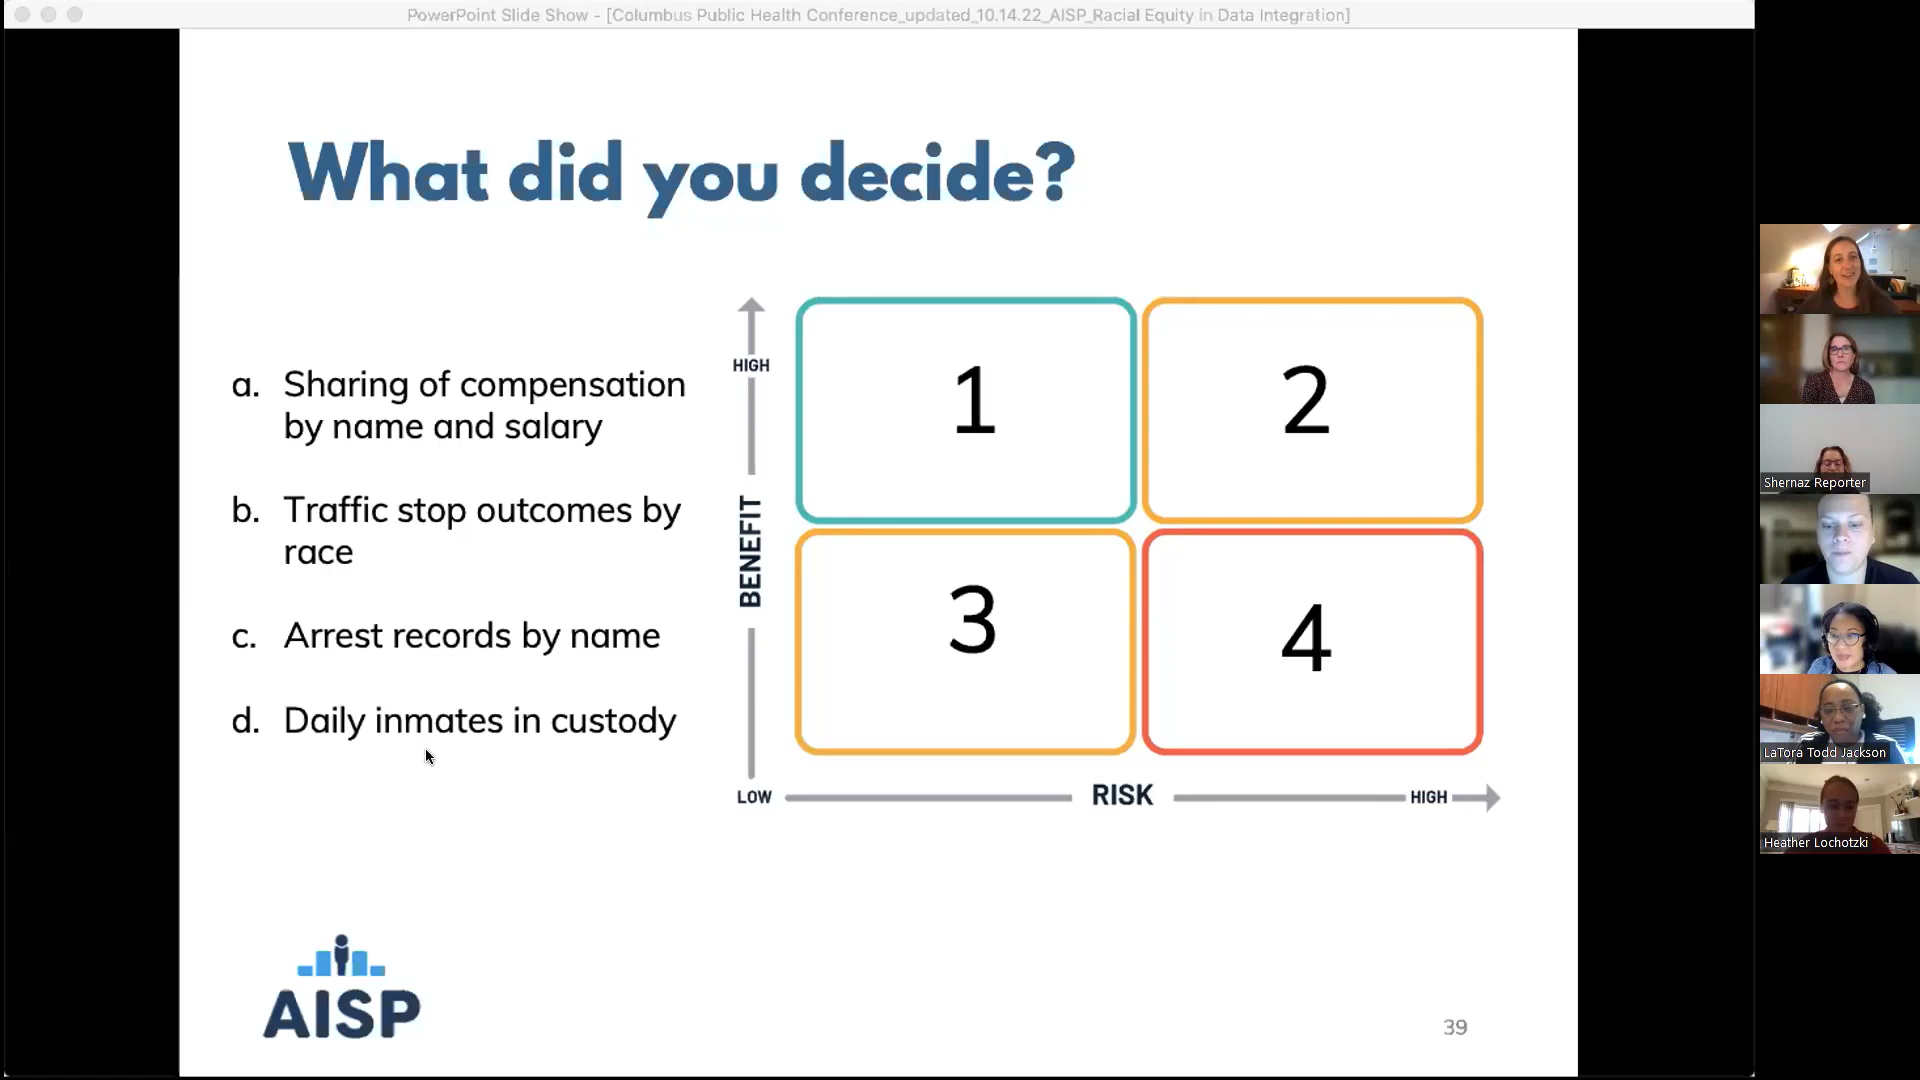 PowerPoint Slide Show - [Columbus Public Health Conference_updated_10.14.22_AISP_Racial Equity in Data Integration]
What did you decide?
a. Sharing of compensation
by name and salary
b. Traffic stop outcomes by
race
c. Arrest records by name
d. Daily inmates in custody
HIGH
BENEFIT
LOW
1
2
3
4
RISK
HIGH
AISP
39
Shernaz Reporter
LaTora Todd Jackson
Heather Lochotzki